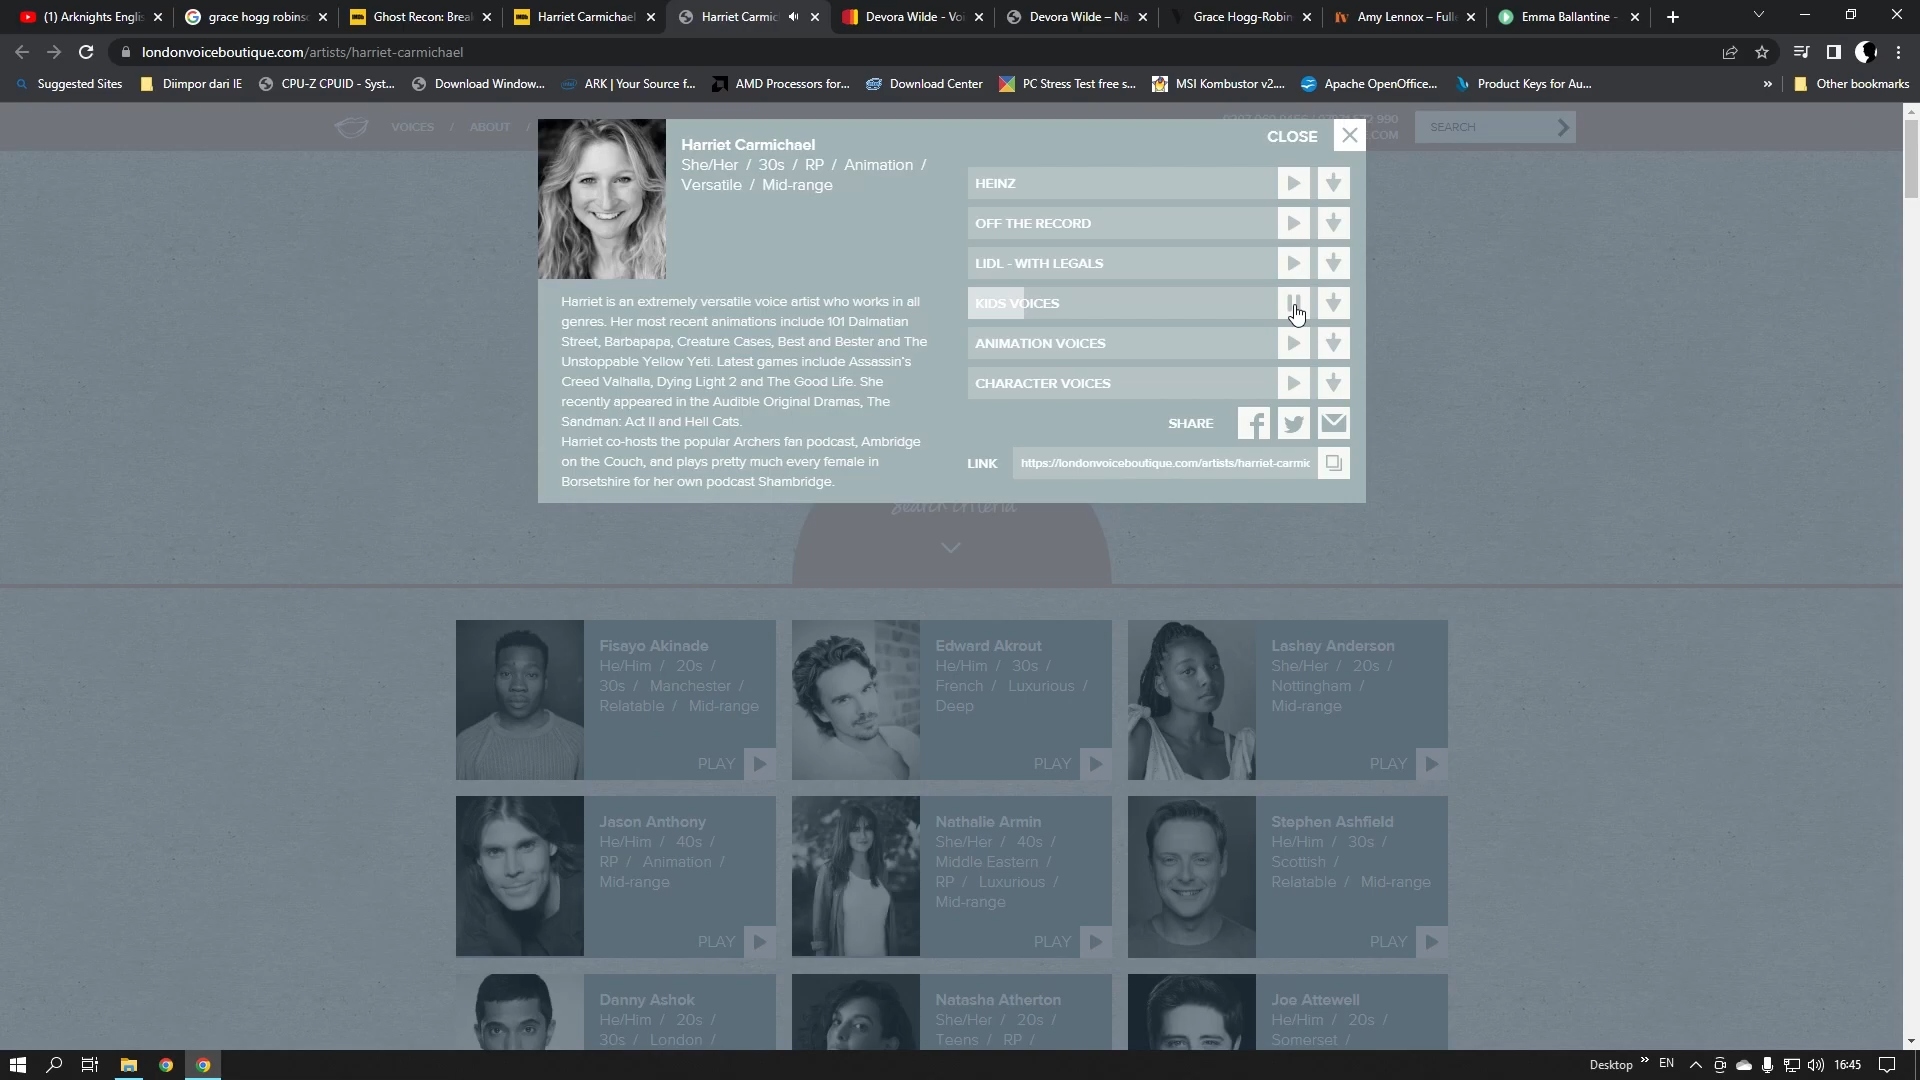 (1) Arknights Englis
grace hogg robins
Ghost Recon: Brea
Harriet Carmichael
Harriet Carmic
Devora Wilde - Voi
Devora Wilde – Na
Grace Hogg-Robin
Amy Lennox – Full
Emma Ballantine -
londonvoiceboutique.com/artists/harriet-carmichael
Suggested Sites
Diimpor dari IE
CPU-Z CPUID - Syst...
Download Window...
ARK | Your Source f...
AMD Processors for...
Download Center
PC Stress Test free s...
MSI Kombustor v2....
Apache OpenOffice...
Product Keys for Au...
»
Other bookmarks
VOICES / ABOUT /
SEARCH
CLOSE
Harriet Carmichael
She/Her / 30s / RP / Animation /
Versatile / Mid-range
Harriet is an extremely versatile voice artist who works in all
genres. Her most recent animations include 101 Dalmatian
Street, Barbapapa, Creature Cases, Best and Bester and The
Unstoppable Yellow Yeti. Latest games include Assassin's
Creed Valhalla, Dying Light 2 and The Good Life. She
recently appeared in the Audible Original Dramas, The
Sandman: Act II and Hell Cats.
Harriet co-hosts the popular Archers fan podcast, Ambridge
on the Couch, and plays pretty much every female in
Borsetshire for her own podcast Shambridge.
HEINZ
OFF THE RECORD
LIDL - WITH LEGALS
KIDS VOICES
ANIMATION VOICES
CHARACTER VOICES
SHARE
LINK
https://londonvoiceboutique.com/artists/harriet-carmic
search criteria
Fisayo Akinade
He/Him / 20s /
30s / Manchester /
Relatable / Mid-range
PLAY
Edward Akrout
He/Him / 30s /
French / Luxurious /
Deep
PLAY
Lashay Anderson
She/Her / 20s /
Nottingham /
Mid-range
PLAY
Jason Anthony
He/Him / 40s /
RP / Animation /
Mid-range
PLAY
Nathalie Armin
She/Her / 40s /
Middle Eastern /
RP / Luxurious /
Mid-range
PLAY
Stephen Ashfield
He/Him / 30s /
Scottish /
Relatable / Mid-range
PLAY
Danny Ashok
He/Him / 20s /
30s / London /
Natasha Atherton
She/Her / 20s /
Teens / RP /
Joe Attewell
He/Him / 20s /
Somerset /
Desktop
»
EN
16:45